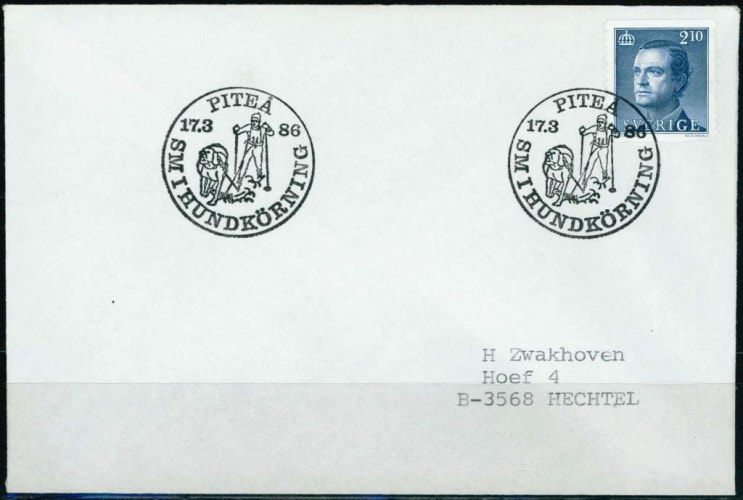 PITEÅ
17.3 86
SM I HUNDKÖRNING
PITEÅ
17.3 86
SM I HUNDKÖRNING
2.10
SVERIGE
H Zwakhoven
Hoef 4
B-3568 HECHTEL